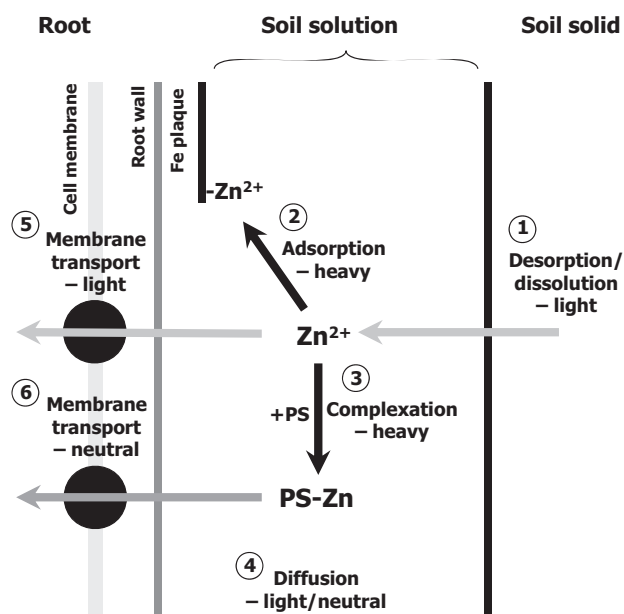 Root
Soil solution
Soil solid
Cell membrane
Root wall
Fe plaque
-Zn²⁺
5
Membrane
transport
– light
2
Adsorption
– heavy
1
Desorption/
dissolution
– light
Zn²⁺
6
Membrane
transport
– neutral
+PS
3
Complexation
– heavy
PS-Zn
4
Diffusion
– light/neutral